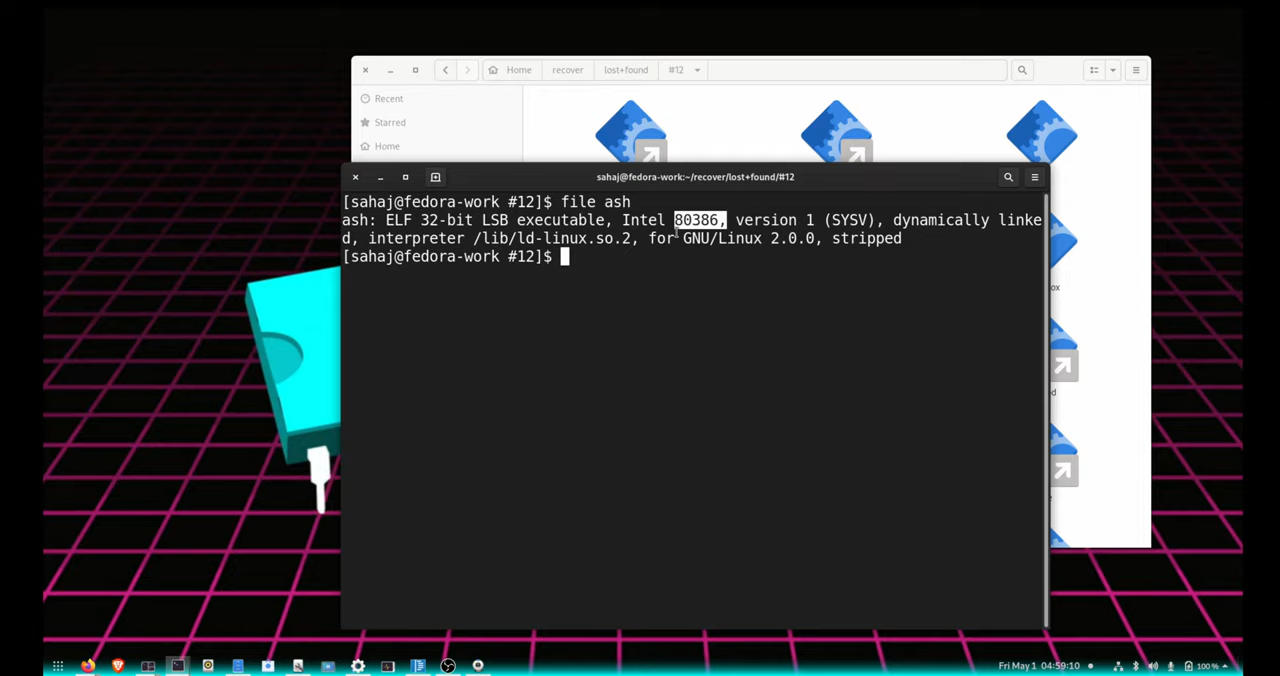 Home recover lost+found #12
Recent
Starred
Home
sahaj@fedora-work:~/recover/lost+found/#12
[sahaj@fedora-work #12]$ file ash
ash: ELF 32-bit LSB executable, Intel 80386, version 1 (SYSV), dynamically linke
d, interpreter /lib/ld-linux.so.2, for GNU/Linux 2.0.0, stripped
[sahaj@fedora-work #12]$
ox
d
Fri May 1 04:59:10
100 %